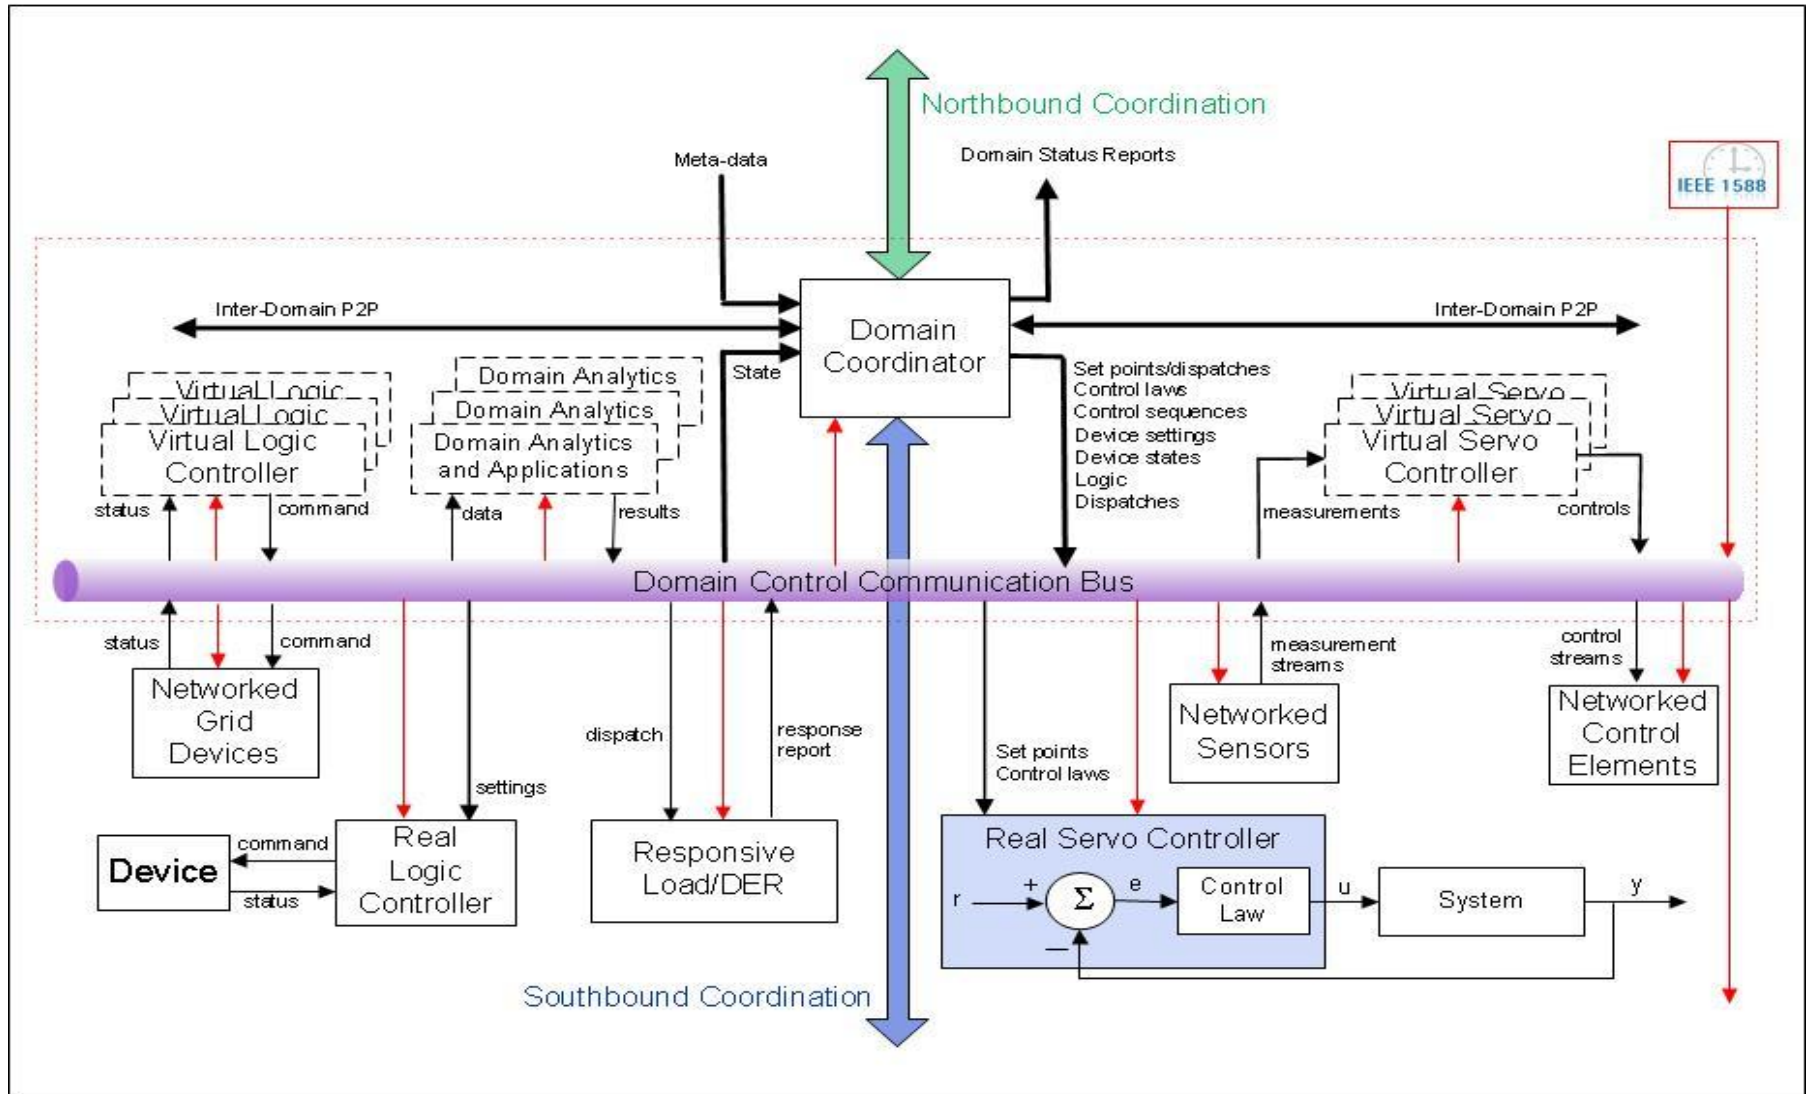 Northbound Coordination
Meta-data
Domain Status Reports
IEEE 1588
Inter-Domain P2P
Inter-Domain P2P
Domain
Coordinator
State
Set points/dispatches
Control laws
Control sequences
Device settings
Device states
Logic
Dispatches
Virtual Logic
Virtual Logic
Virtual Logic
Controller
Domain Analytics
Domain Analytics
Domain Analytics
and Applications
Virtual Servo
Virtual Servo
Virtual Servo
Controller
status
command
data
results
measurements
controls
Domain Control Communication Bus
status
command
measurement
streams
control
streams
Networked
Grid
Devices
Networked
Sensors
Networked
Control
Elements
dispatch
response
report
Set points
Control laws
settings
Device
command
status
Real
Logic
Controller
Responsive
Load/DER
Real Servo Controller
r
+
Σ
—
e
Control
Law
u
System
y
Southbound Coordination